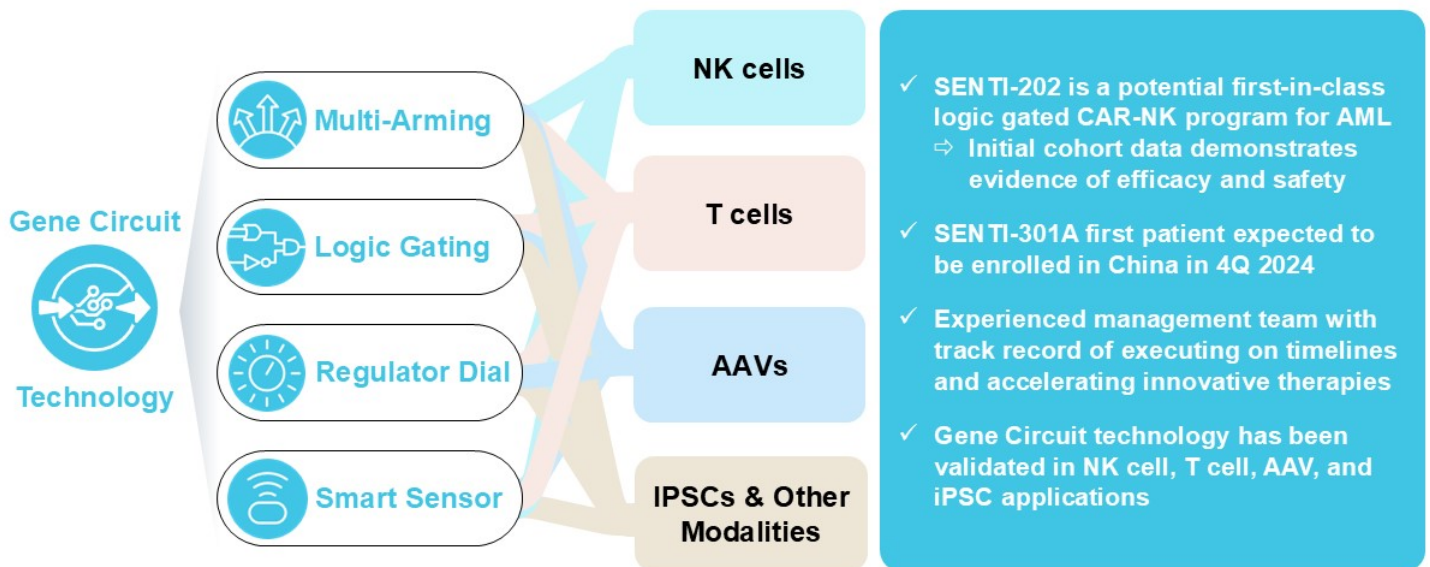 Gene Circuit
Technology
Multi-Arming
Logic Gating
Regulator Dial
Smart Sensor
NK cells
T cells
AAVs
IPSCs & Other
Modalities
✓ SENTI-202 is a potential first-in-class
logic gated CAR-NK program for AML
⇨ Initial cohort data demonstrates
evidence of efficacy and safety
✓ SENTI-301A first patient expected to
be enrolled in China in 4Q 2024
✓ Experienced management team with
track record of executing on timelines
and accelerating innovative therapies
✓ Gene Circuit technology has been
validated in NK cell, T cell, AAV, and
iPSC applications